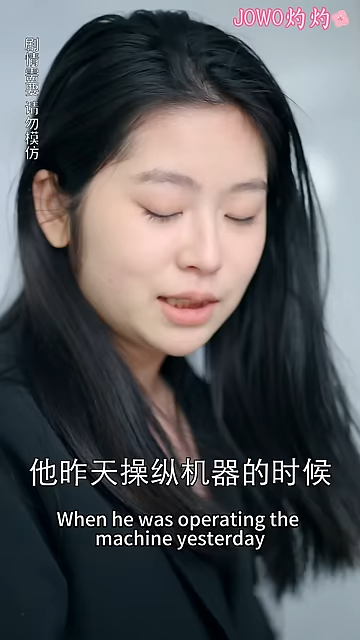 JOWO灼灼
剧情需要 请勿模仿
他昨天操纵机器的时候
When he was operating the
machine yesterday